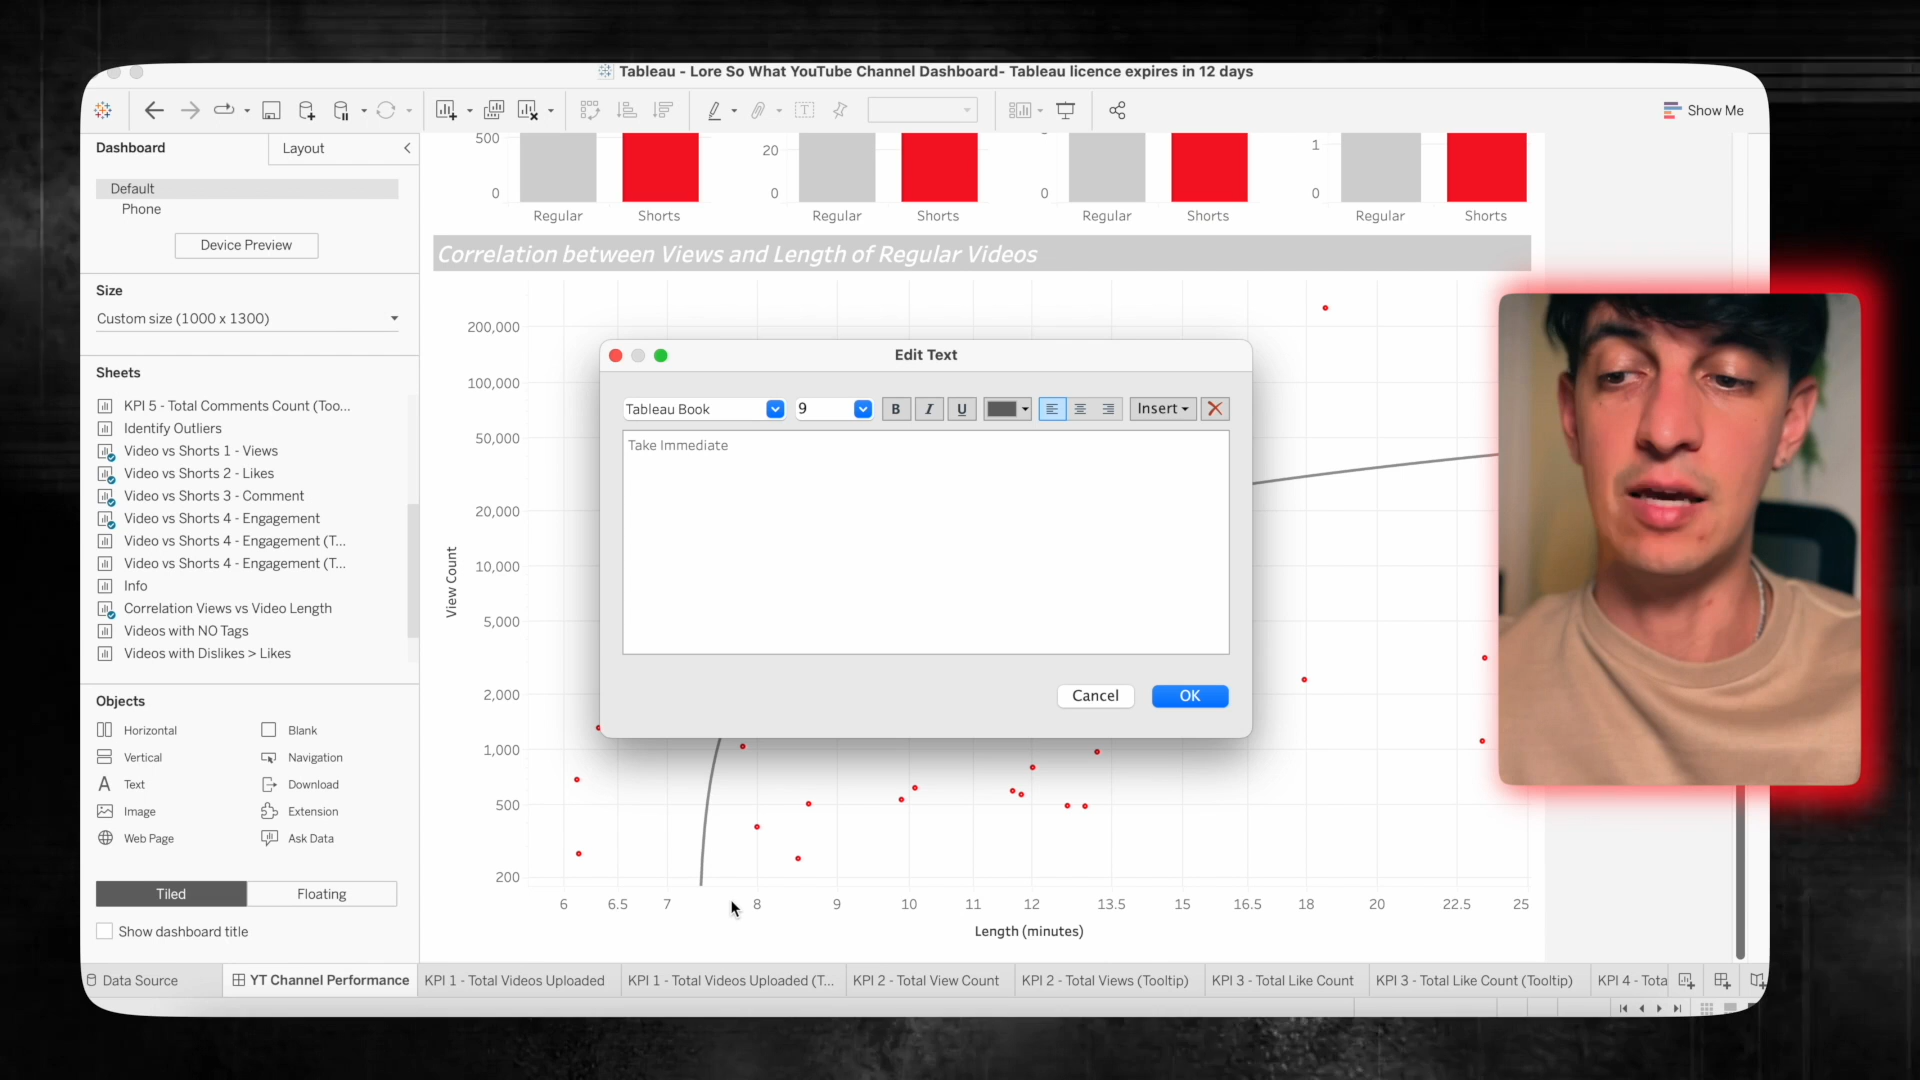 Tableau - Lore So What YouTube Channel Dashboard- Tableau licence expires in 12 days
Show Me
Dashboard
Layout
Default
Phone
Device Preview
Size
Custom size (1000 x 1300)
Sheets
KPI 5 - Total Comments Count (Too...
Identify Outliers
Video vs Shorts 1 - Views
Video vs Shorts 2 - Likes
Video vs Shorts 3 - Comment
Video vs Shorts 4 - Engagement
Video vs Shorts 4 - Engagement (T...
Video vs Shorts 4 - Engagement (T...
Info
Correlation Views vs Video Length
Videos with NO Tags
Videos with Dislikes > Likes
Objects
Horizontal
Blank
Vertical
Navigation
Text
Download
Image
Extension
Web Page
Ask Data
Tiled
Floating
Show dashboard title
500
0
Regular
Shorts
20
0
Regular
Shorts
0
Regular
Shorts
1
0
Regular
Shorts
Correlation between Views and Length of Regular Videos
View Count
200,000
100,000
50,000
20,000
10,000
5,000
2,000
1,000
500
200
6 6.5 7 8 9 10 11 12 13.5 15 16.5 18 20 22.5 25
Length (minutes)
Edit Text
Tableau Book
9
B I U
Insert
Take Immediate
Cancel
OK
Data Source
YT Channel Performance
KPI 1 - Total Videos Uploaded
KPI 1 - Total Videos Uploaded (T...
KPI 2 - Total View Count
KPI 2 - Total Views (Tooltip)
KPI 3 - Total Like Count
KPI 3 - Total Like Count (Tooltip)
KPI 4 - Tota